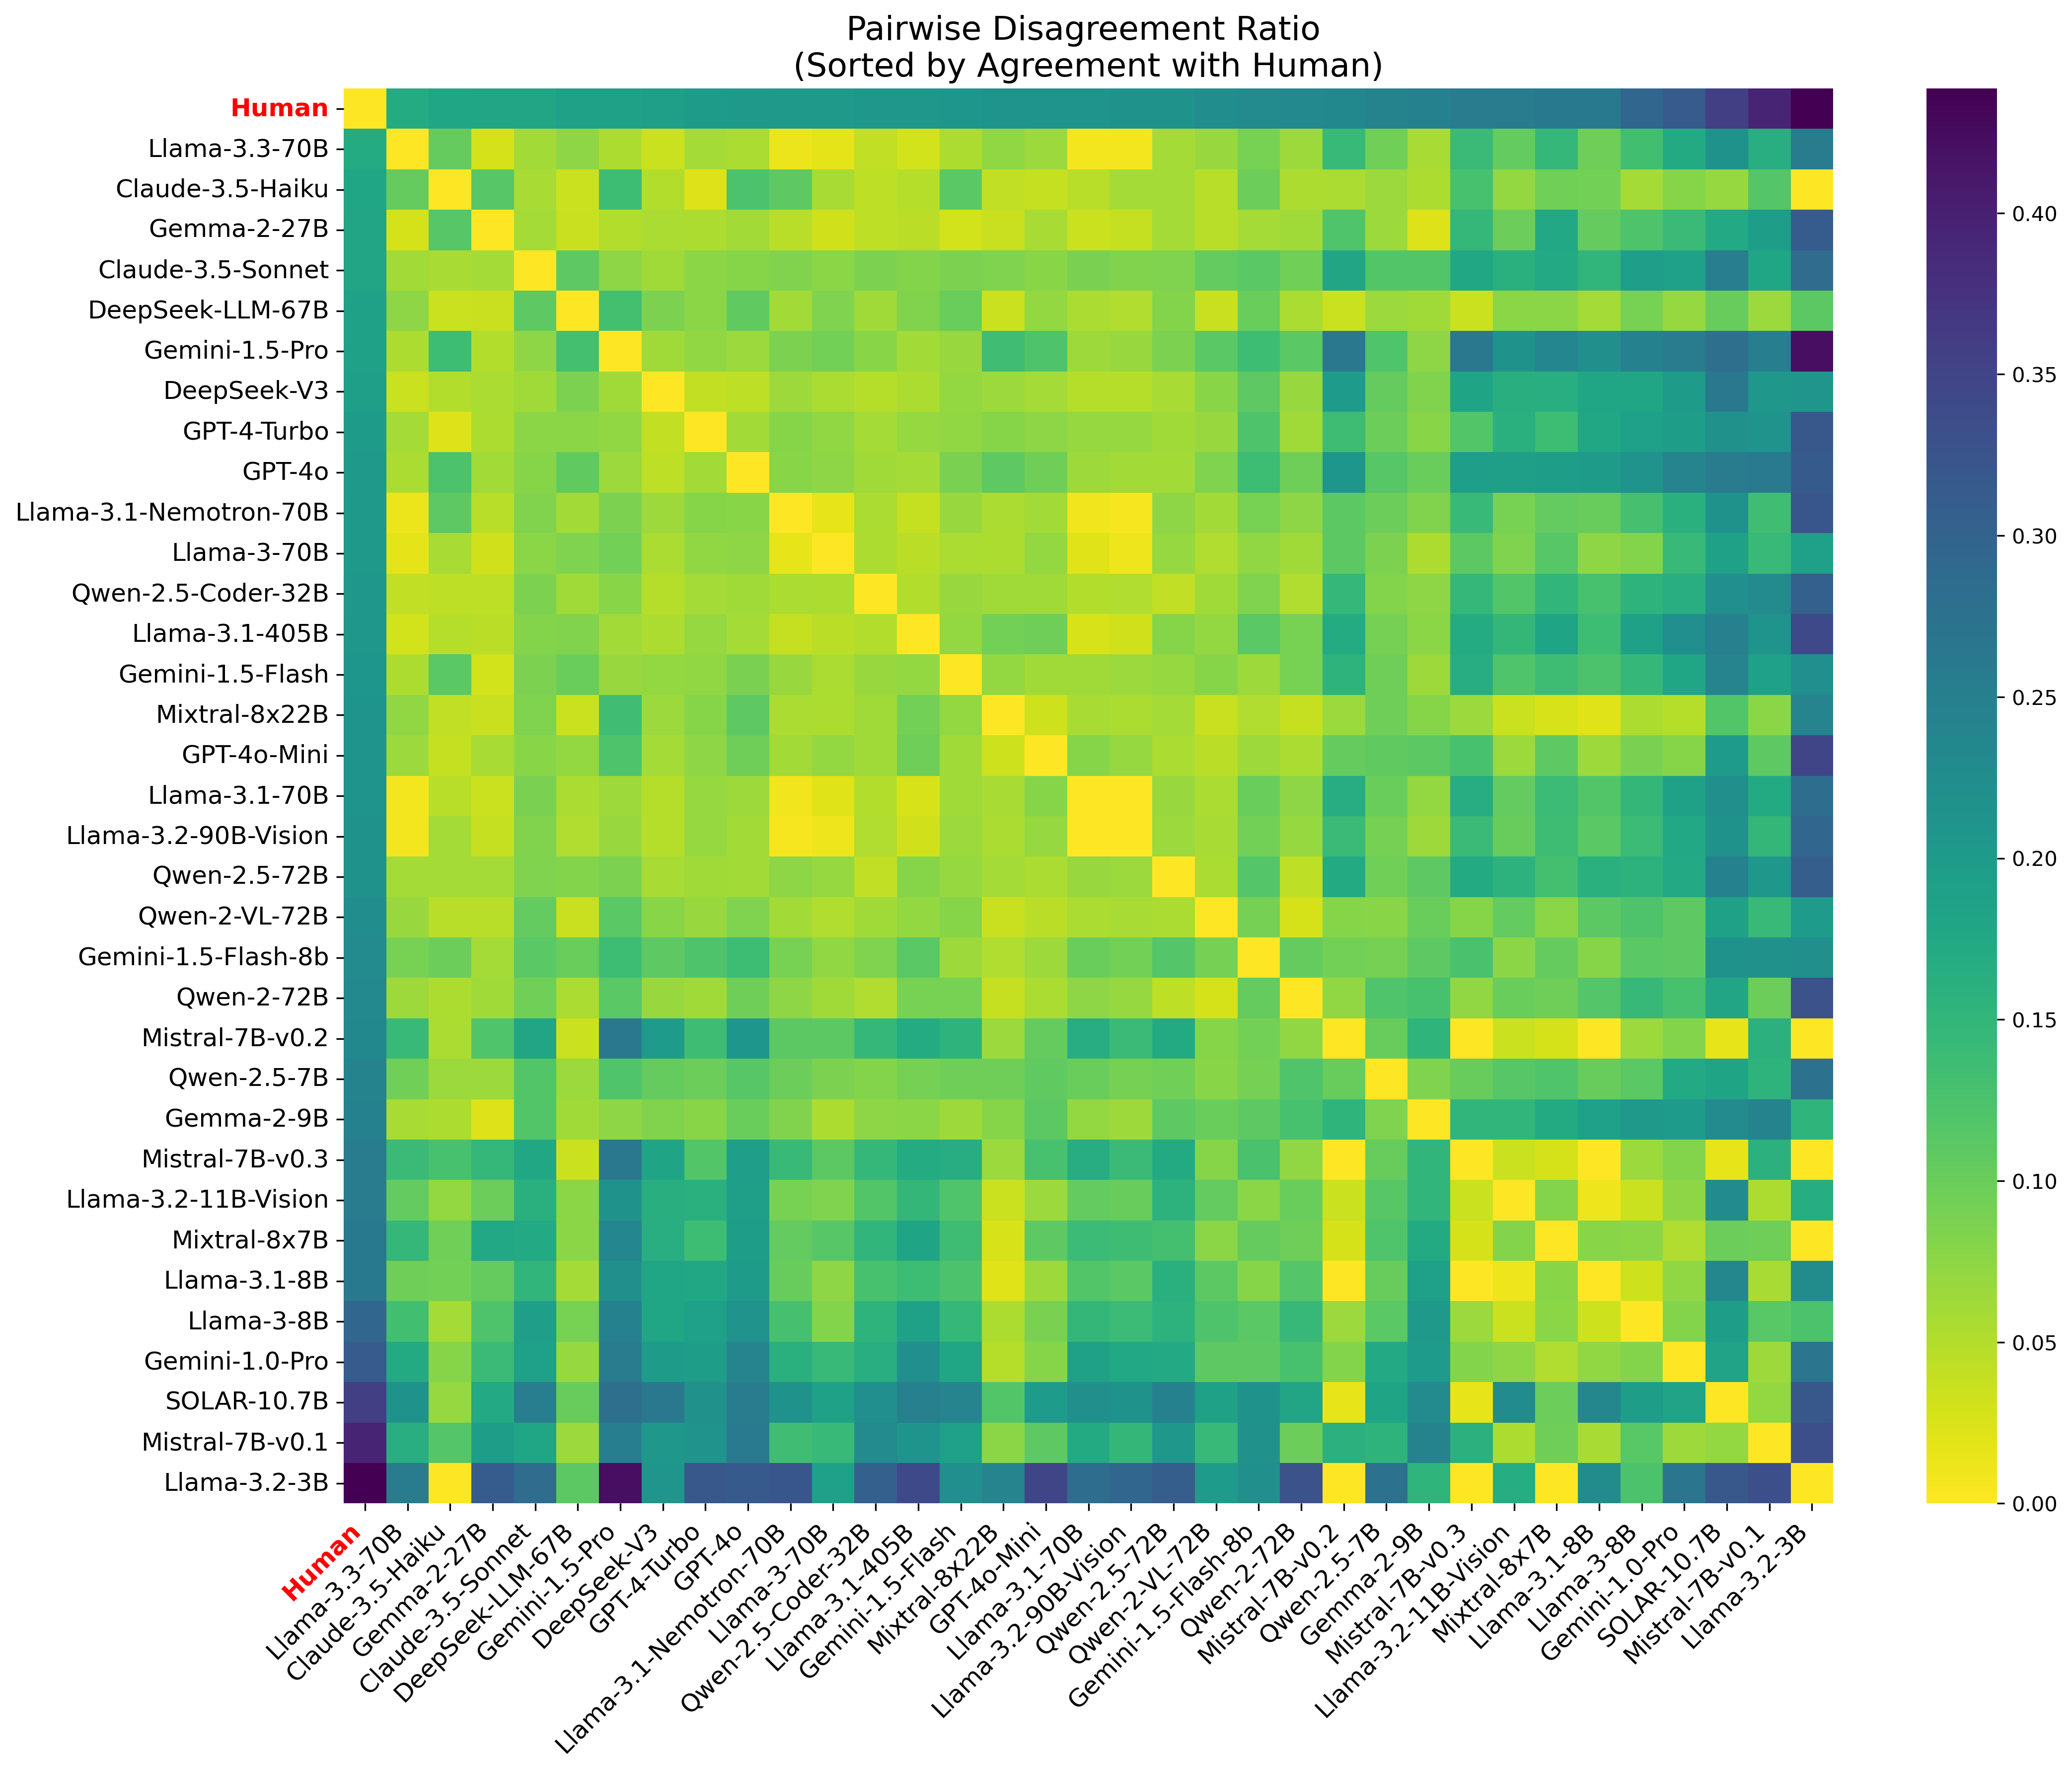 Pairwise Disagreement Ratio
(Sorted by Agreement with Human)
Human
Llama-3.3-70B
Claude-3.5-Haiku
Gemma-2-27B
Claude-3.5-Sonnet
DeepSeek-LLM-67B
Gemini-1.5-Pro
DeepSeek-V3
GPT-4-Turbo
GPT-4o
Llama-3.1-Nemotron-70B
Llama-3-70B
Qwen-2.5-Coder-32B
Llama-3.1-405B
Gemini-1.5-Flash
Mixtral-8x22B
GPT-4o-Mini
Llama-3.1-70B
Llama-3.2-90B-Vision
Qwen-2.5-72B
Qwen-2-VL-72B
Gemini-1.5-Flash-8b
Qwen-2-72B
Mistral-7B-v0.2
Qwen-2.5-7B
Gemma-2-9B
Mistral-7B-v0.3
Llama-3.2-11B-Vision
Mixtral-8x7B
Llama-3.1-8B
Llama-3-8B
Gemini-1.0-Pro
SOLAR-10.7B
Mistral-7B-v0.1
Llama-3.2-3B
Human
Llama-3.3-70B
Claude-3.5-Haiku
Gemma-2-27B
Claude-3.5-Sonnet
DeepSeek-LLM-67B
Gemini-1.5-Pro
DeepSeek-V3
GPT-4-Turbo
GPT-4o
Llama-3.1-Nemotron-70B
Llama-3-70B
Qwen-2.5-Coder-32B
Llama-3.1-405B
Gemini-1.5-Flash
Mixtral-8x22B
GPT-4o-Mini
Llama-3.1-70B
Llama-3.2-90B-Vision
Qwen-2.5-72B
Qwen-2-VL-72B
Gemini-1.5-Flash-8b
Qwen-2-72B
Mistral-7B-v0.2
Qwen-2.5-7B
Gemma-2-9B
Mistral-7B-v0.3
Llama-3.2-11B-Vision
Mixtral-8x7B
Llama-3.1-8B
Llama-3-8B
Gemini-1.0-Pro
SOLAR-10.7B
Mistral-7B-v0.1
Llama-3.2-3B
0.40
0.35
0.30
0.25
0.20
0.15
0.10
0.05
0.00